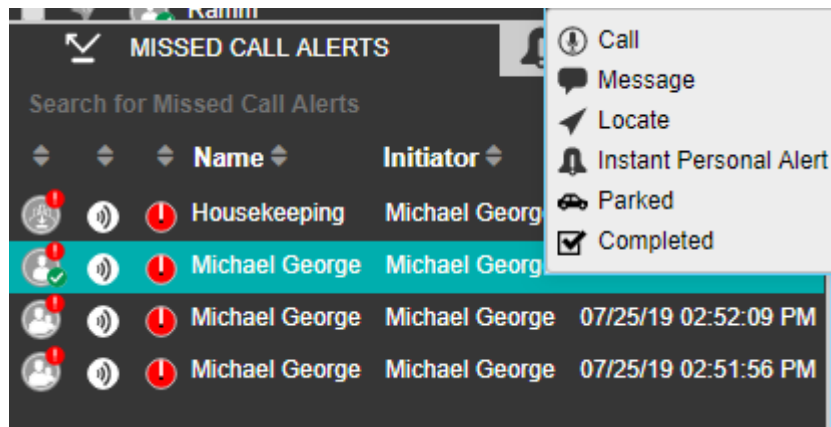 Ramm
MISSED CALL ALERTS
Search for Missed Call Alerts
Name Initiator
Housekeeping Michael Georg
Michael George Michael Georg
Michael George Michael George 07/25/19 02:52:09 PM
Michael George Michael George 07/25/19 02:51:56 PM
Call
Message
Locate
Instant Personal Alert
Parked
Completed